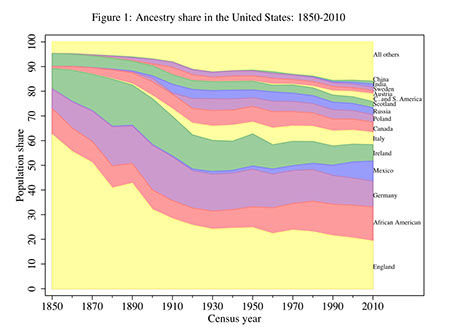 Figure 1: Ancestry share in the United States: 1850-2010
Population share
100
90
80
70
60
50
40
30
20
10
0
All others
China
India
Sweden
Austria
C. and S. America
Scotland
Russia
Poland
Canada
Italy
Ireland
Mexico
Germany
African American
England
1850 1870 1890 1910 1930 1950 1970 1990 2010
Census year